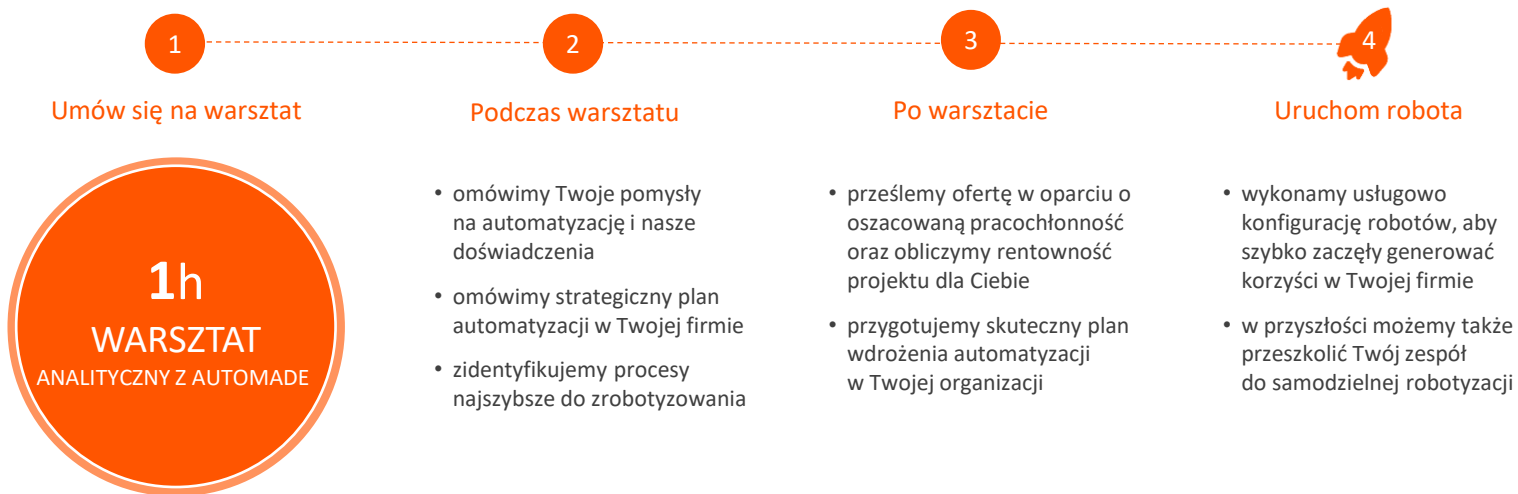 1
Umów się na warsztat
1h
WARSZTAT
ANALITYCZNY Z AUTOMADE
2
Podczas warsztatu
• omówimy Twoje pomysły
na automatyzację i nasze
doświadczenia
• omówimy strategiczny plan
automatyzacji w Twojej firmie
• zidentyfikujemy procesy
najszybsze do zrobotyzowania
3
Po warsztacie
• prześlemy ofertę w oparciu o
oszacowaną pracochłonność
oraz obliczymy rentowność
projektu dla Ciebie
• przygotujemy skuteczny plan
wdrożenia automatyzacji
w Twojej organizacji
4
Uruchom robota
• wykonamy usługowo
konfigurację robotów, aby
szybko zaczęły generować
korzyści w Twojej firmie
• w przyszłości możemy także
przeszkolić Twój zespół
do samodzielnej robotyzacji